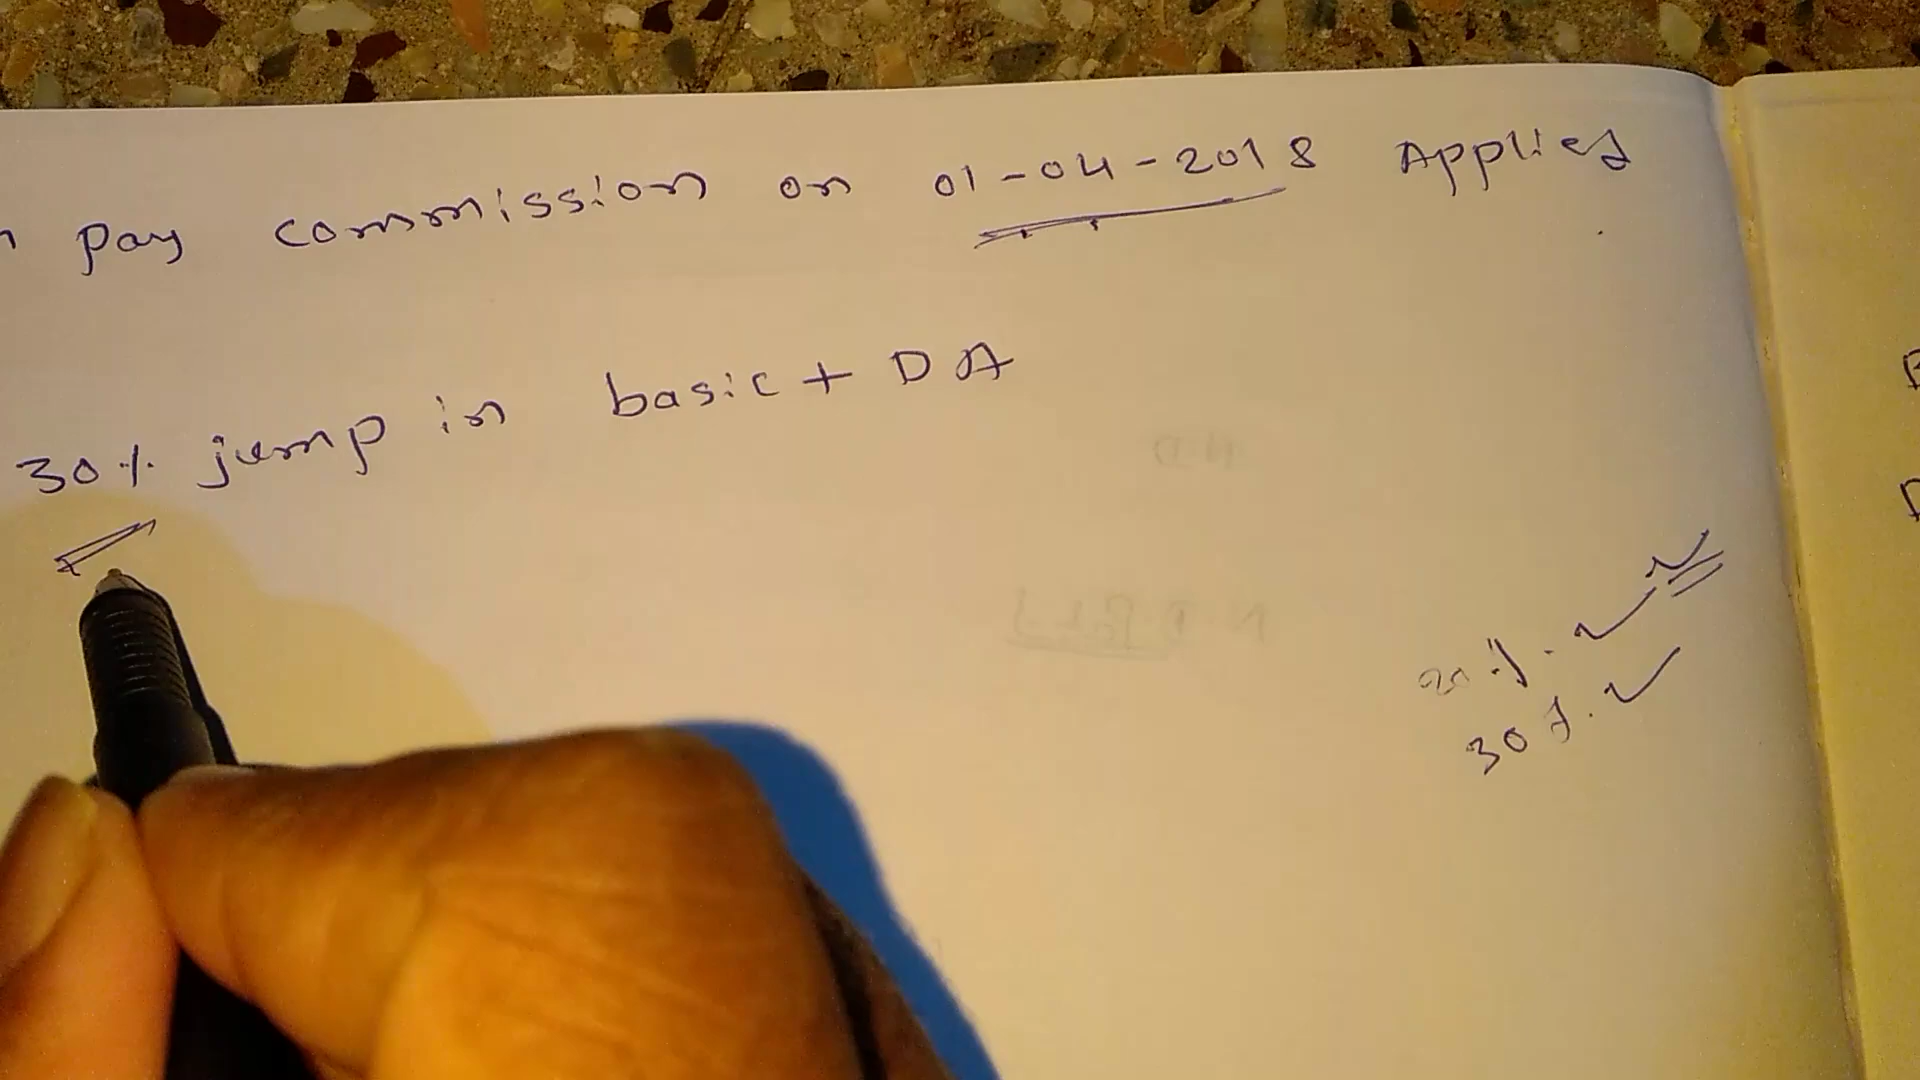 pay commission on 01-04-2018 Applied
30% jump in basic + DA
20%.
30%.